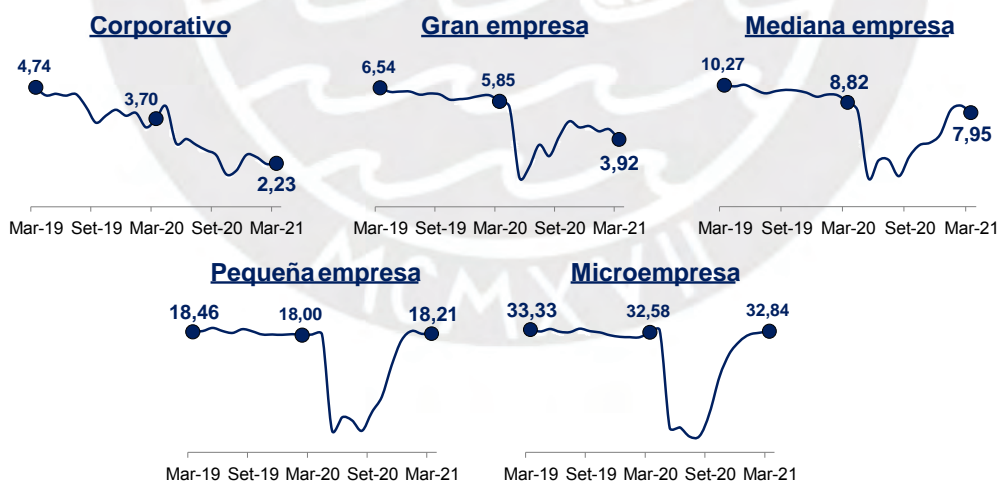 Corporativo
4,74
3,70
2,23
Mar-19 Set-19 Mar-20 Set-20 Mar-21
Gran empresa
6,54
5,85
3,92
Mar-19 Set-19 Mar-20 Set-20 Mar-21
Mediana empresa
10,27
8,82
7,95
Mar-19 Set-19 Mar-20 Set-20 Mar-21
Pequeña empresa
18,46
18,00
18,21
Mar-19 Set-19 Mar-20 Set-20 Mar-21
Microempresa
33,33
32,58
32,84
Mar-19 Set-19 Mar-20 Set-20 Mar-21
MCMXVII